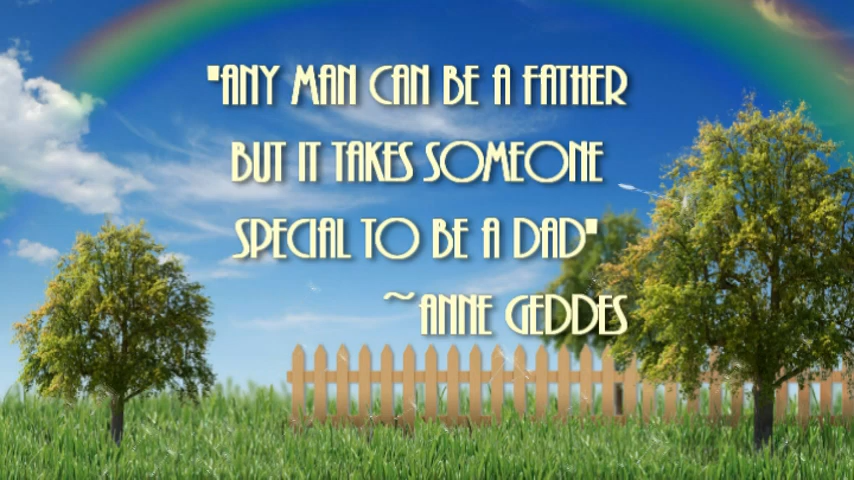 "ANY MAN CAN BE A FATHER
BUT IT TAKES SOMEONE
SPECIAL TO BE A DAD"
~ANNE GEDDES